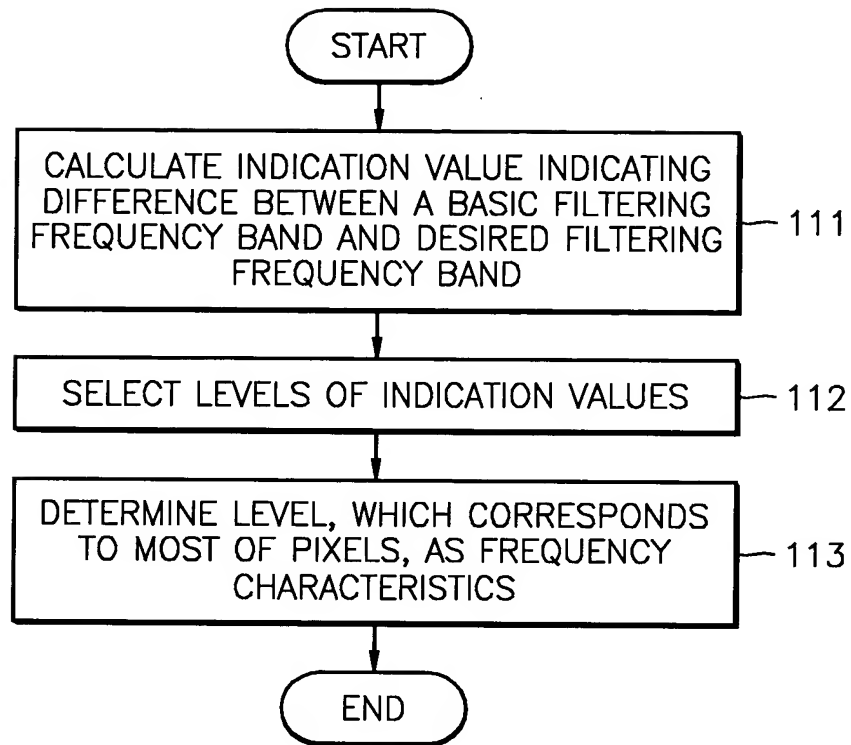 START
CALCULATE INDICATION VALUE INDICATING
DIFFERENCE BETWEEN A BASIC FILTERING
FREQUENCY BAND AND DESIRED FILTERING
FREQUENCY BAND
111
SELECT LEVELS OF INDICATION VALUES
112
DETERMINE LEVEL, WHICH CORRESPONDS
TO MOST OF PIXELS, AS FREQUENCY
CHARACTERISTICS
113
END